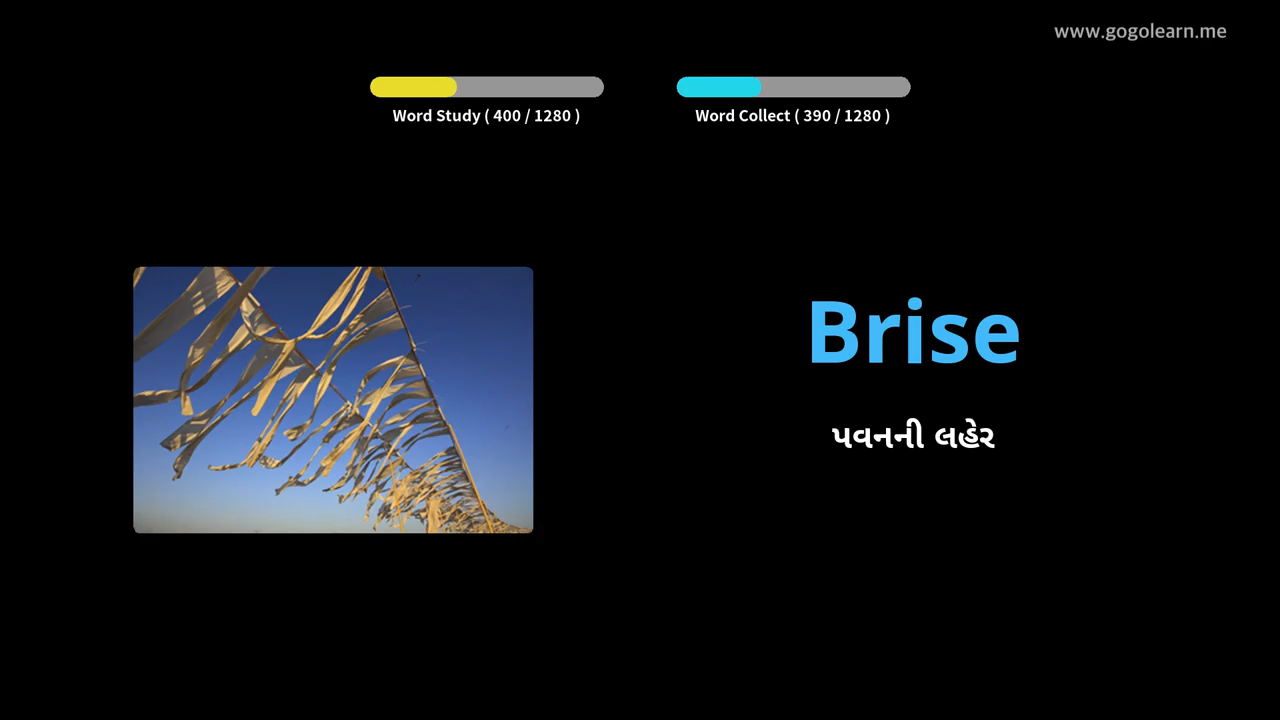 www.gogolearn.me
Word Study ( 400 / 1280 )
Word Collect ( 390 / 1280 )
Brise
પવનની લહેર